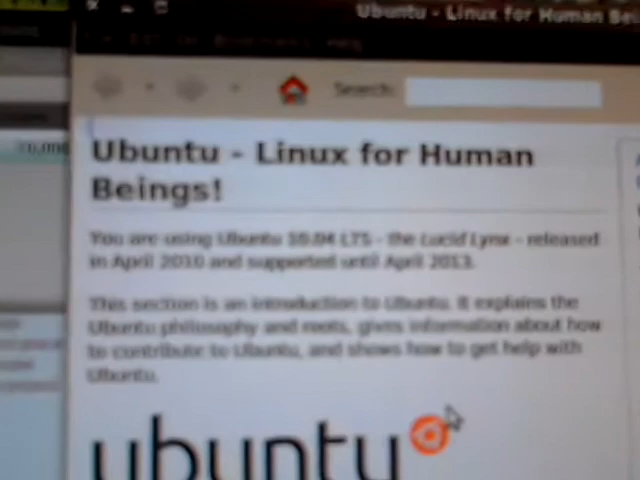 Ubuntu - Linux for Human Bei
Search:
Ubuntu - Linux for Human
Beings!
You are using Ubuntu 10.04 LTS - the Lucid Lynx - released
in April 2010 and supported until April 2013.
This section is an introduction to Ubuntu. It explains the
Ubuntu philosophy and roots, gives information about how
to contribute to Ubuntu, and shows how to get help with
Ubuntu.
ubuntu